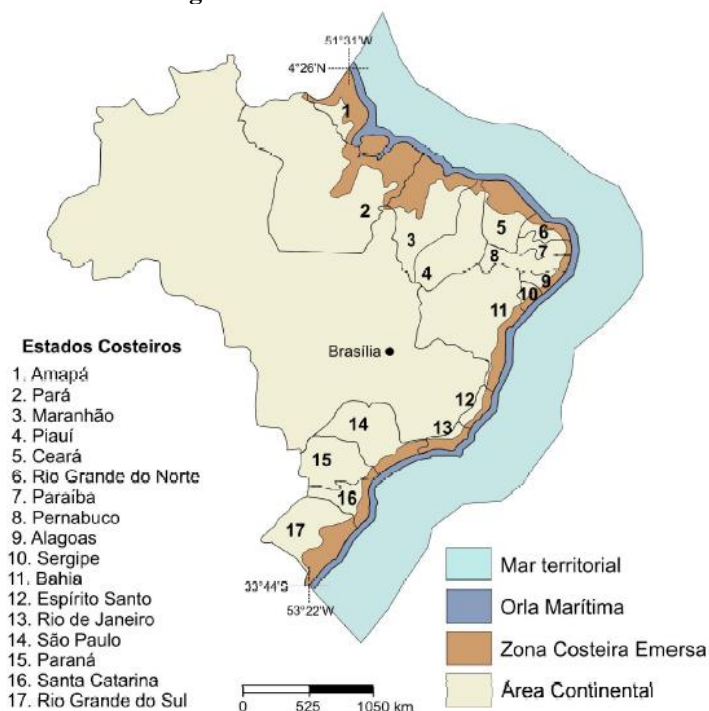 51°31'W
4°26'N
1
2
3
4
5
6
7
8
9
10
11
Brasília
12
13
14
15
16
17
33°44'S
53°22'W
Estados Costeiros
1. Amapá
2. Pará
3. Maranhão
4. Piauí
5. Ceará
6. Rio Grande do Norte
7. Paraíba
8. Pernabuco
9. Alagoas
10. Sergipe
11. Bahia
12. Espírito Santo
13. Rio de Janeiro
14. São Paulo
15. Paraná
16. Santa Catarina
17. Rio Grande do Sul
Mar territorial
Orla Marítima
Zona Costeira Emersa
Área Continental
0 525 1050 km